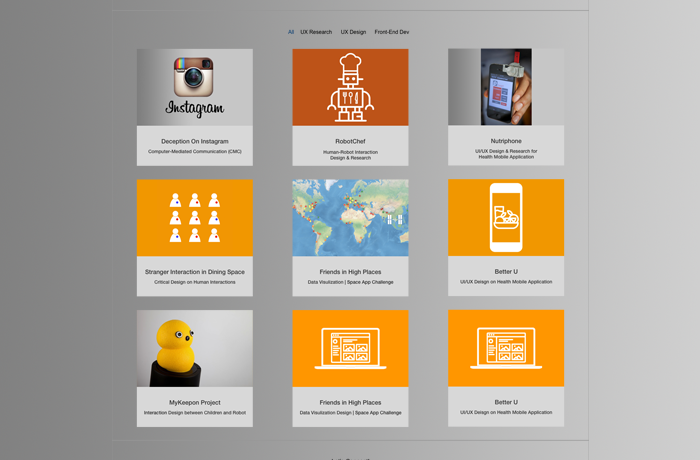 All UX Research UX Design Front-End Dev
Instagram
Deception On Instagram
Computer-Mediated Communication (CMC)
RobotChef
Human-Robot Interaction
Design & Research
Nutriphone
UI/UX Design & Research for
Health Mobile Application
Stranger Interaction in Dining Space
Critical Design on Human Interactions
Friends in High Places
Data Visulization | Space App Challenge
Better U
UI/UX Deisgn on Health Mobile Application
MyKeepon Project
Interaction Design between Children and Robot
Friends in High Places
Data Visulization Design | Space App Challenge
Better U
UI/UX Deisgn on Health Mobile Application